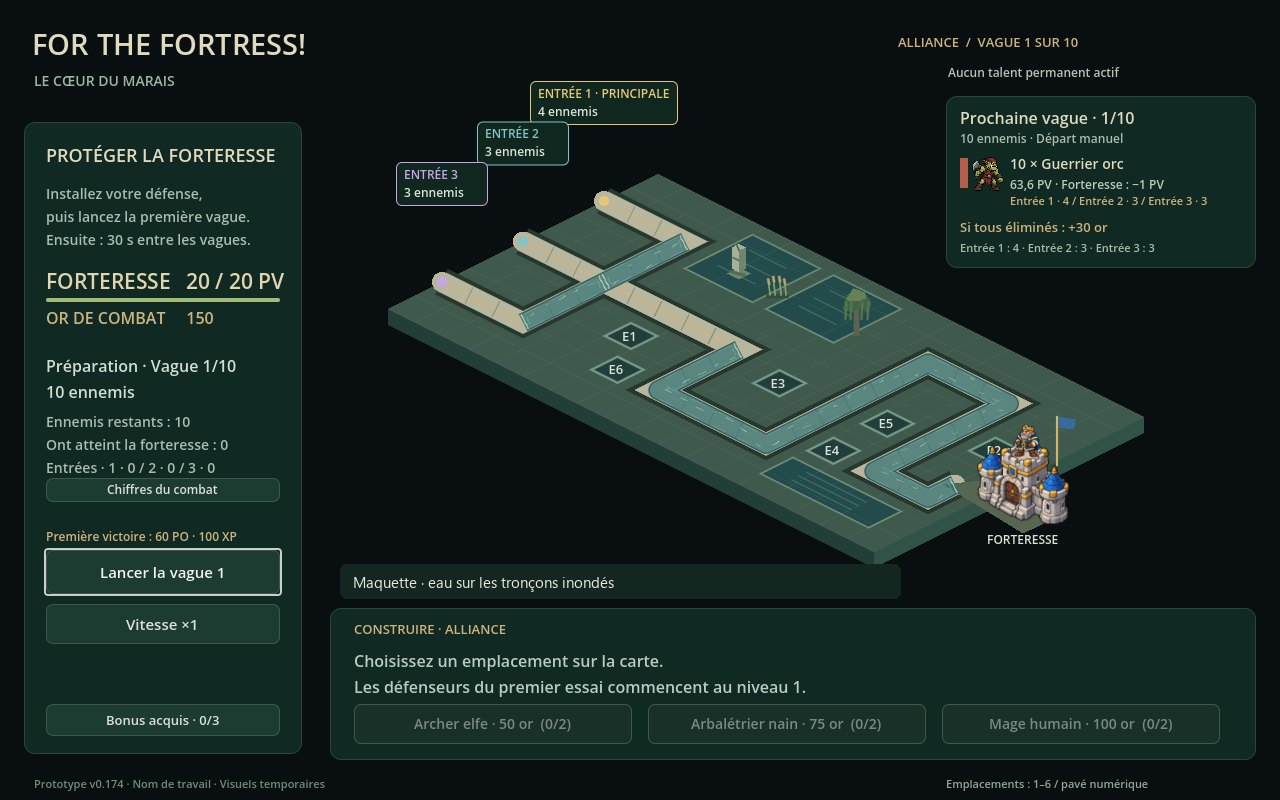 FOR THE FORTRESS!
LE CŒUR DU MARAIS
ALLIANCE / VAGUE 1 SUR 10
Aucun talent permanent actif
PROTÉGER LA FORTERESSE
Installez votre défense,
puis lancez la première vague.
Ensuite : 30 s entre les vagues.
FORTERESSE 20 / 20 PV
OR DE COMBAT 150
Préparation · Vague 1/10
10 ennemis
Ennemis restants : 10
Ont atteint la forteresse : 0
Entrées · 1 · 0 / 2 · 0 / 3 · 0
Chiffres du combat
Première victoire : 60 PO · 100 XP
Lancer la vague 1
Vitesse ×1
Bonus acquis · 0/3
ENTRÉE 1 · PRINCIPALE
4 ennemis
ENTRÉE 2
3 ennemis
ENTRÉE 3
3 ennemis
E1
E6
E3
E5
E4
E2
FORTERESSE
Prochaine vague · 1/10
10 ennemis · Départ manuel
10 × Guerrier orc
63,6 PV · Forteresse : −1 PV
Entrée 1 · 4 / Entrée 2 · 3 / Entrée 3 · 3
Si tous éliminés : +30 or
Entrée 1 : 4 · Entrée 2 : 3 · Entrée 3 : 3
Maquette · eau sur les tronçons inondés
CONSTRUIRE · ALLIANCE
Choisissez un emplacement sur la carte.
Les défenseurs du premier essai commencent au niveau 1.
Archer elfe · 50 or (0/2)
Arbalétrier nain · 75 or (0/2)
Mage humain · 100 or (0/2)
Prototype v0.174 · Nom de travail · Visuels temporaires
Emplacements : 1–6 / pavé numérique